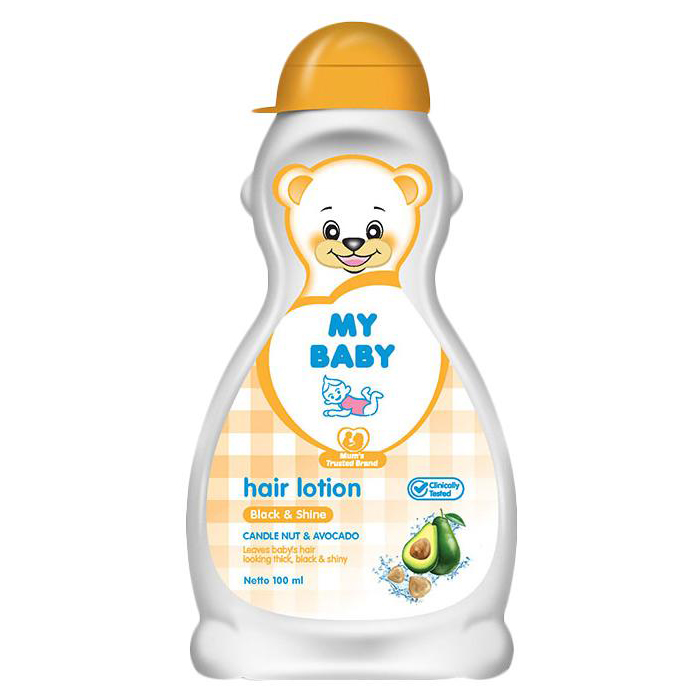 MY
BABY
Mum's
Trusted Brand
hair lotion
Clinically
Tested
Black & Shine
CANDLE NUT & AVOCADO
Leaves baby's hair
looking thick, black & shiny
Netto 100 ml